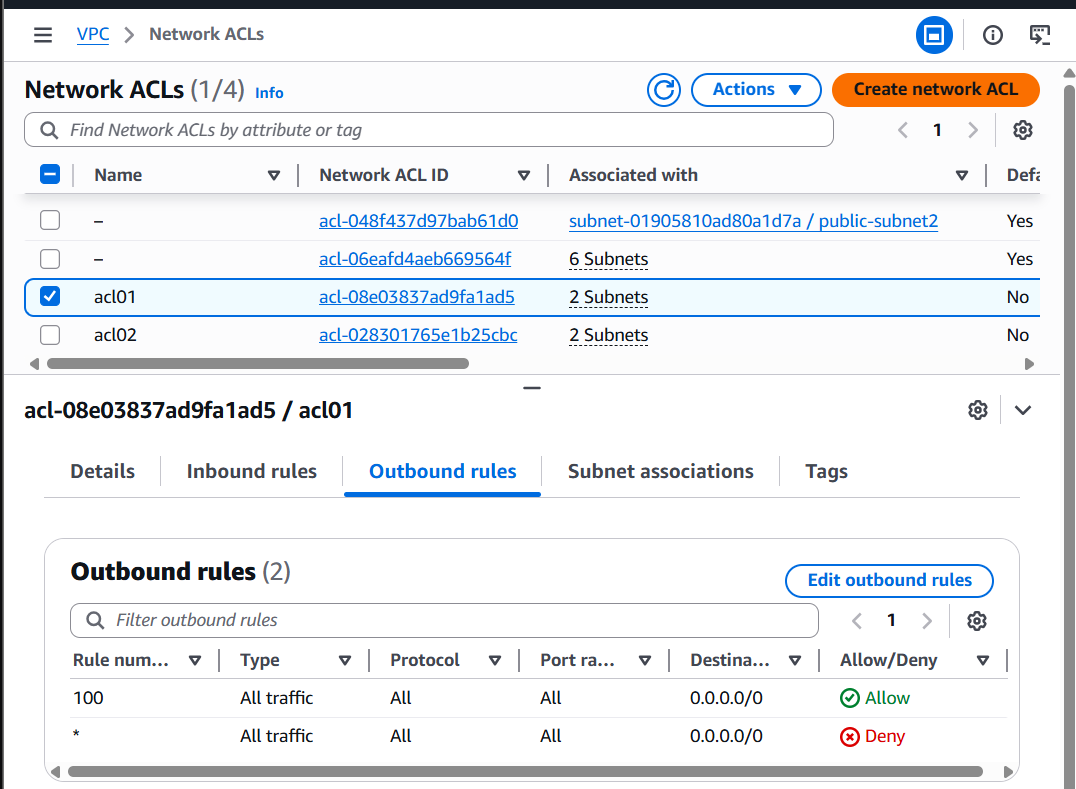 VPC > Network ACLs
Network ACLs (1/4) Info Actions Create network ACL
Find Network ACLs by attribute or tag 1
Name Network ACL ID Associated with Defa
– acl-048f437d97bab61d0 subnet-01905810ad80a1d7a / public-subnet2 Yes
– acl-06eafd4aeb669564f 6 Subnets Yes
acl01 acl-08e03837ad9fa1ad5 2 Subnets No
acl02 acl-028301765e1b25cbc 2 Subnets No
acl-08e03837ad9fa1ad5 / acl01
Details Inbound rules Outbound rules Subnet associations Tags
Outbound rules (2) Edit outbound rules
Filter outbound rules 1
Rule num... Type Protocol Port ra... Destina... Allow/Deny
100 All traffic All All 0.0.0.0/0 Allow
* All traffic All All 0.0.0.0/0 Deny